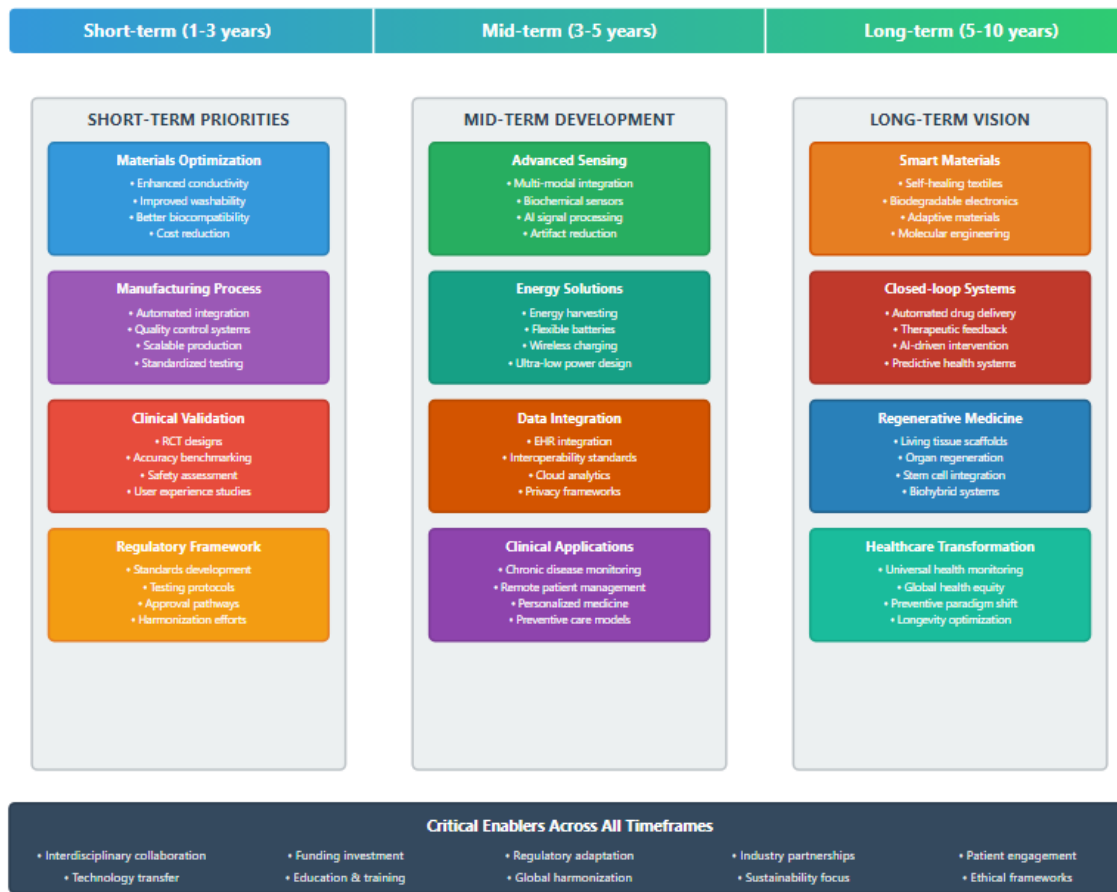 Short-term (1-3 years)
Mid-term (3-5 years)
Long-term (5-10 years)
SHORT-TERM PRIORITIES
Materials Optimization
• Enhanced conductivity
• Improved washability
• Better biocompatibility
• Cost reduction
Manufacturing Process
• Automated integration
• Quality control systems
• Scalable production
• Standardized testing
Clinical Validation
• RCT designs
• Accuracy benchmarking
• Safety assessment
• User experience studies
Regulatory Framework
• Standards development
• Testing protocols
• Approval pathways
• Harmonization efforts
MID-TERM DEVELOPMENT
Advanced Sensing
• Multi-modal integration
• Biochemical sensors
• AI signal processing
• Artifact reduction
Energy Solutions
• Energy harvesting
• Flexible batteries
• Wireless charging
• Ultra-low power design
Data Integration
• EHR integration
• Interoperability standards
• Cloud analytics
• Privacy frameworks
Clinical Applications
• Chronic disease monitoring
• Remote patient management
• Personalized medicine
• Preventive care models
LONG-TERM VISION
Smart Materials
• Self-healing textiles
• Biodegradable electronics
• Adaptive materials
• Molecular engineering
Closed-loop Systems
• Automated drug delivery
• Therapeutic feedback
• AI-driven intervention
• Predictive health systems
Regenerative Medicine
• Living tissue scaffolds
• Organ regeneration
• Stem cell integration
• Biohybrid systems
Healthcare Transformation
• Universal health monitoring
• Global health equity
• Preventive paradigm shift
• Longevity optimization
Critical Enablers Across All Timeframes
• Interdisciplinary collaboration
• Funding investment
• Regulatory adaptation
• Industry partnerships
• Patient engagement
• Technology transfer
• Education & training
• Global harmonization
• Sustainability focus
• Ethical frameworks